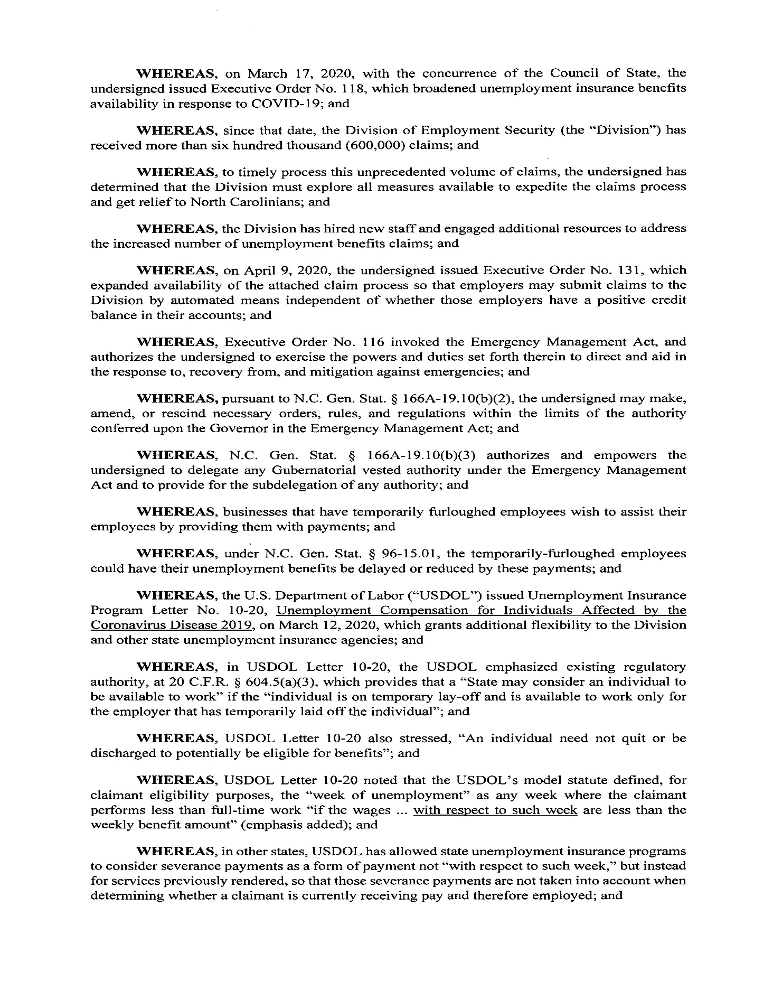 WHEREAS, on March 17, 2020, with the concurrence of the Council of State, the
undersigned issued Executive Order No. 118, which broadened unemployment insurance benefits
availability in response to COVID-19; and
WHEREAS, since that date, the Division of Employment Security (the “Division”) has
received more than six hundred thousand (600,000) claims; and
WHEREAS, to timely process this unprecedented volume of claims, the undersigned has
determined that the Division must explore all measures available to expedite the claims process
and get relief to North Carolinians; and
WHEREAS, the Division has hired new staff and engaged additional resources to address
the increased number of unemployment benefits claims; and
WHEREAS, on April 9, 2020, the undersigned issued Executive Order No. 131, which
expanded availability of the attached claim process so that employers may submit claims to the
Division by automated means independent of whether those employers have a positive credit
balance in their accounts; and
WHEREAS, Executive Order No. 116 invoked the Emergency Management Act, and
authorizes the undersigned to exercise the powers and duties set forth therein to direct and aid in
the response to, recovery from, and mitigation against emergencies; and
WHEREAS, pursuant to N.C. Gen. Stat. § 166A-19.10(b)(2), the undersigned may make,
amend, or rescind necessary orders, rules, and regulations within the limits of the authority
conferred upon the Governor in the Emergency Management Act; and
WHEREAS, N.C. Gen. Stat. § 166A-19.10(b)(3) authorizes and empowers the
undersigned to delegate any Gubernatorial vested authority under the Emergency Management
Act and to provide for the subdelegation of any authority; and
WHEREAS, businesses that have temporarily furloughed employees wish to assist their
employees by providing them with payments; and
WHEREAS, under N.C. Gen. Stat. § 96-15.01, the temporarily-furloughed employees
could have their unemployment benefits be delayed or reduced by these payments; and
WHEREAS, the U.S. Department of Labor (“USDOL”) issued Unemployment Insurance
Program Letter No. 10-20, Unemployment Compensation for Individuals Affected by the
Coronavirus Disease 2019, on March 12, 2020, which grants additional flexibility to the Division
and other state unemployment insurance agencies; and
WHEREAS, in USDOL Letter 10-20, the USDOL emphasized existing regulatory
authority, at 20 C.F.R. § 604.5(a)(3), which provides that a “State may consider an individual to
be available to work” if the “individual is on temporary lay-off and is available to work only for
the employer that has temporarily laid off the individual”; and
WHEREAS, USDOL Letter 10-20 also stressed, “An individual need not quit or be
discharged to potentially be eligible for benefits”; and
WHEREAS, USDOL Letter 10-20 noted that the USDOL’s model statute defined, for
claimant eligibility purposes, the “week of unemployment” as any week where the claimant
performs less than full-time work “if the wages ... with respect to such week are less than the
weekly benefit amount” (emphasis added); and
WHEREAS, in other states, USDOL has allowed state unemployment insurance programs
to consider severance payments as a form of payment not “with respect to such week,” but instead
for services previously rendered, so that those severance payments are not taken into account when
determining whether a claimant is currently receiving pay and therefore employed; and